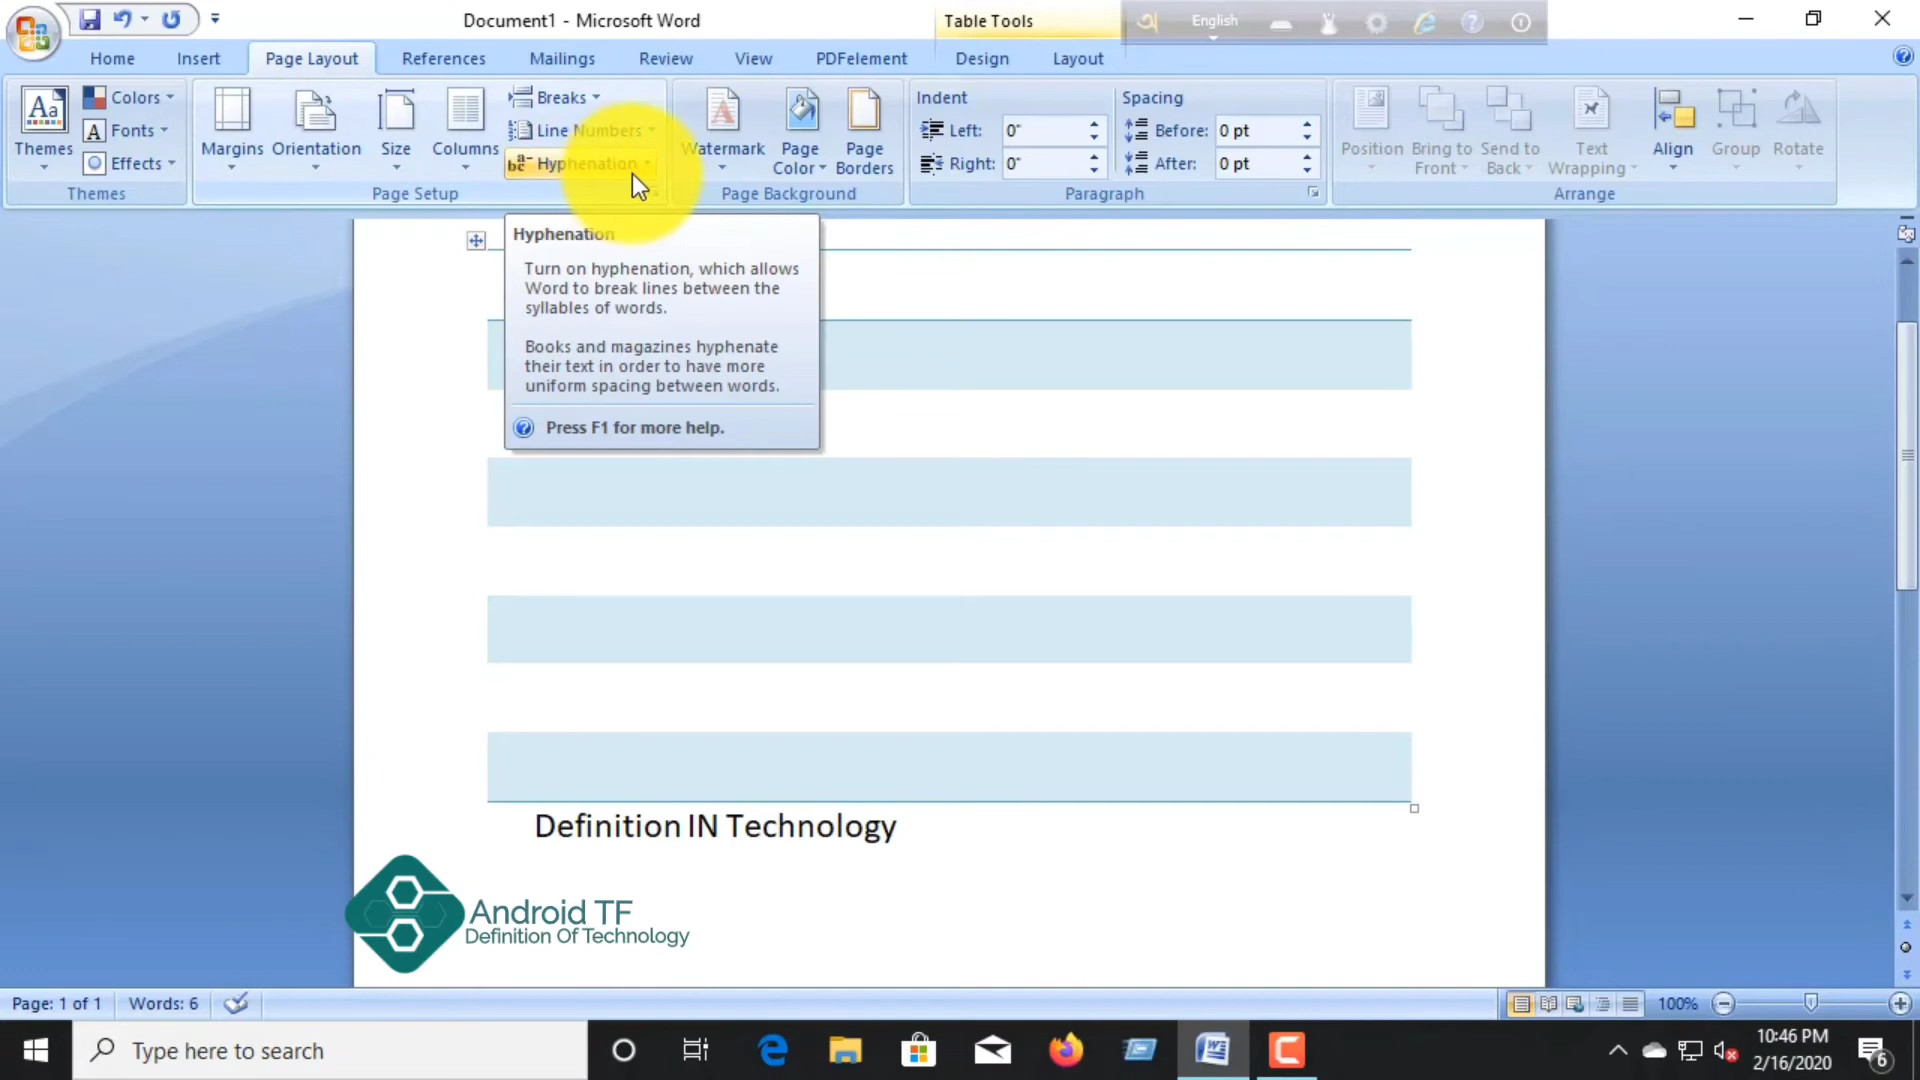 Document1 - Microsoft Word
Table Tools
English
Home
Insert
Page Layout
References
Mailings
Review
View
PDFelement
Design
Layout
Themes
Colors
Fonts
Effects
Themes
Margins
Orientation
Size
Columns
Breaks
Line Numbers
Hyphenation
Page Setup
Watermark
Page Color
Page Borders
Page Background
Indent
Left: 0"
Right: 0"
Spacing
Before: 0 pt
After: 0 pt
Paragraph
Position
Bring to Front
Send to Back
Text Wrapping
Align
Group
Rotate
Arrange
Hyphenation
Turn on hyphenation, which allows
Word to break lines between the
syllables of words.
Books and magazines hyphenate
their text in order to have more
uniform spacing between words.
Press F1 for more help.
Definition IN Technology
Android TF
Definition Of Technology
Page: 1 of 1
Words: 6
100%
Type here to search
10:46 PM
2/16/2020
6